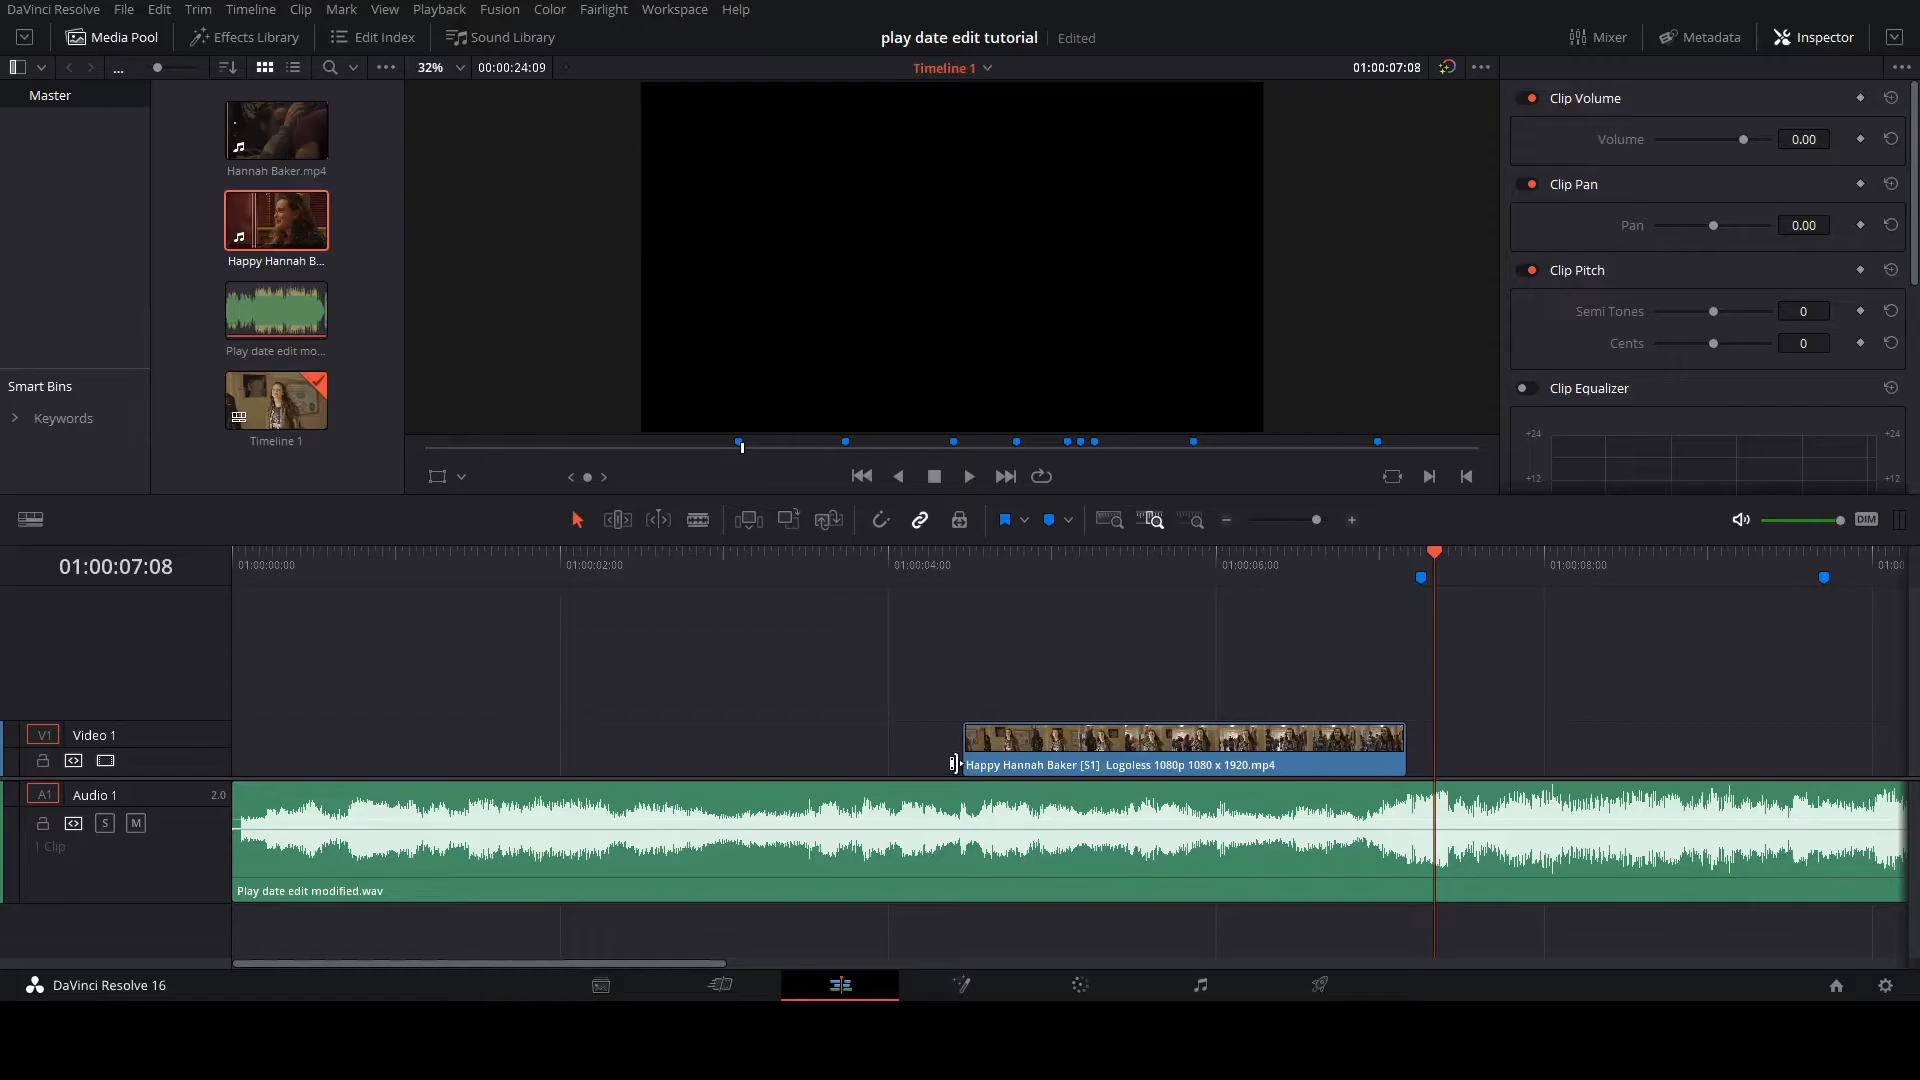 DaVinci Resolve File Edit Trim Timeline Clip Mark View Playback Fusion Color Fairlight Workspace Help
Media Pool Effects Library Edit Index Sound Library play date edit tutorial Edited Mixer Metadata Inspector
... 32% 00:00:24:09 Timeline 1 01:00:07:08
Master
Hannah Baker.mp4
Happy Hannah B...
Play date edit mo...
Timeline 1
Smart Bins
Keywords
Clip Volume
Volume 0.00
Clip Pan
Pan 0.00
Clip Pitch
Semi Tones 0
Cents 0
Clip Equalizer
+24 +24
+12 +12
DIM
01:00:07:08
01:00:00:00 01:00:02:00 01:00:04:00 01:00:06:00 01:00:08:00 01:00
V1 Video 1
Happy Hannah Baker [S1] Logoless 1080p 1080 x 1920.mp4
A1 Audio 1 2.0
S M
1 Clip
Play date edit modified.wav
DaVinci Resolve 16